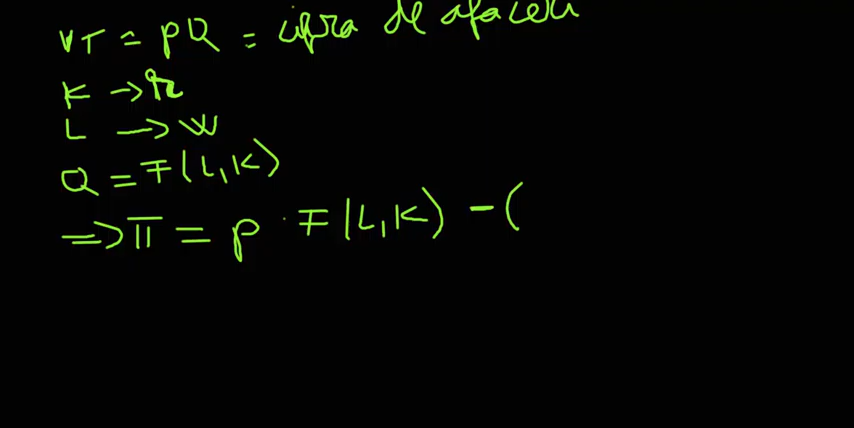 VT = pQ = cifra de afaceri
K → r
L → W
Q = F(L,K)
⇒ Π = p · F(L,K) - (